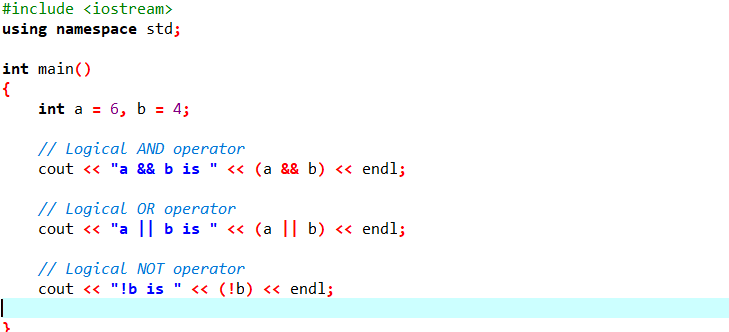 #include <iostream>
using namespace std;
int main()
{
    int a = 6, b = 4;
    // Logical AND operator
    cout << "a && b is " << (a && b) << endl;
    // Logical OR operator
    cout << "a || b is " << (a || b) << endl;
    // Logical NOT operator
    cout << "!b is " << (!b) << endl;
}